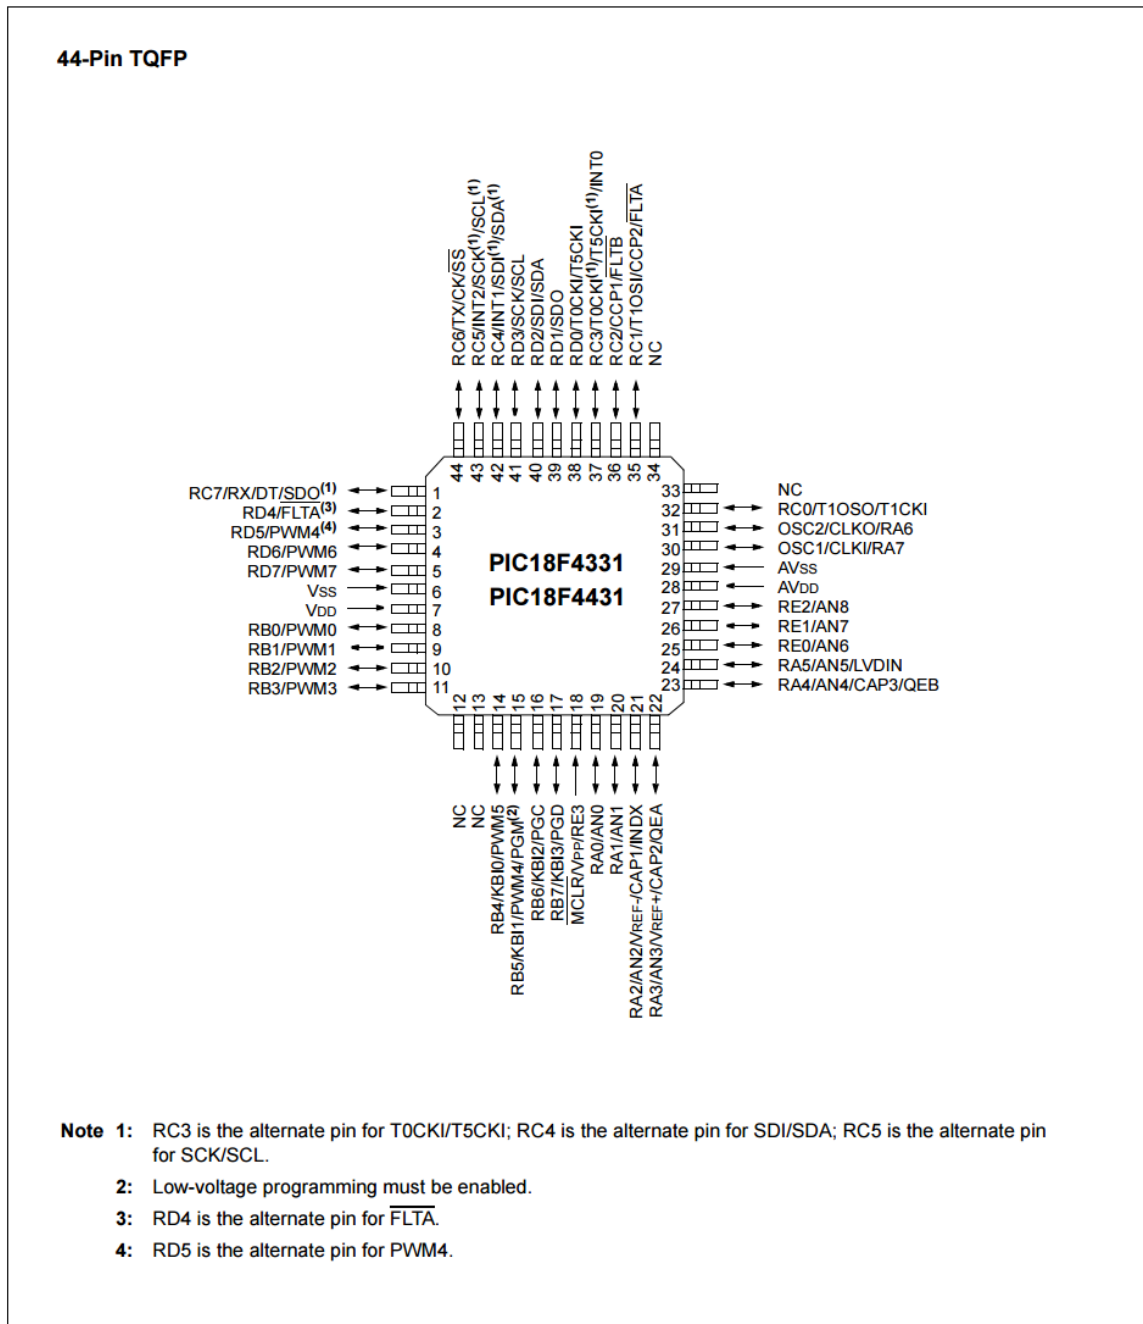 44-Pin TQFP
RC6/TX/CK/SS
RC5/INT2/SCK(1)/SCL(1)
RC4/INT1/SDI(1)/SDA(1)
RD3/SCK/SCL
RD2/SDI/SDA
RD1/SDO
RD0/T0CKI/T5CKI
RC3/T0CKI(1)/T5CKI(1)/INT0
RC2/CCP1/FLTB
RC1/T1OSI/CCP2/FLTA
NC
44 43 42 41 40 39 38 37 36 35 34
RC7/RX/DT/SDO(1) 1
RD4/FLTA(3) 2
RD5/PWM4(4) 3
RD6/PWM6 4
RD7/PWM7 5
VSS 6
VDD 7
RB0/PWM0 8
RB1/PWM1 9
RB2/PWM2 10
RB3/PWM3 11
PIC18F4331
PIC18F4431
33 NC
32 RC0/T1OSO/T1CKI
31 OSC2/CLKO/RA6
30 OSC1/CLKI/RA7
29 AVSS
28 AVDD
27 RE2/AN8
26 RE1/AN7
25 RE0/AN6
24 RA5/AN5/LVDIN
23 RA4/AN4/CAP3/QEB
12 13 14 15 16 17 18 19 20 21 22
NC
NC
RB4/KBI0/PWM5
RB5/KBI1/PWM4/PGM(2)
RB6/KBI2/PGC
RB7/KBI3/PGD
MCLR/VPP/RE3
RA0/AN0
RA1/AN1
RA2/AN2/VREF-/CAP1/INDX
RA3/AN3/VREF+/CAP2/QEA
Note 1: RC3 is the alternate pin for T0CKI/T5CKI; RC4 is the alternate pin for SDI/SDA; RC5 is the alternate pin
for SCK/SCL.
2: Low-voltage programming must be enabled.
3: RD4 is the alternate pin for FLTA.
4: RD5 is the alternate pin for PWM4.